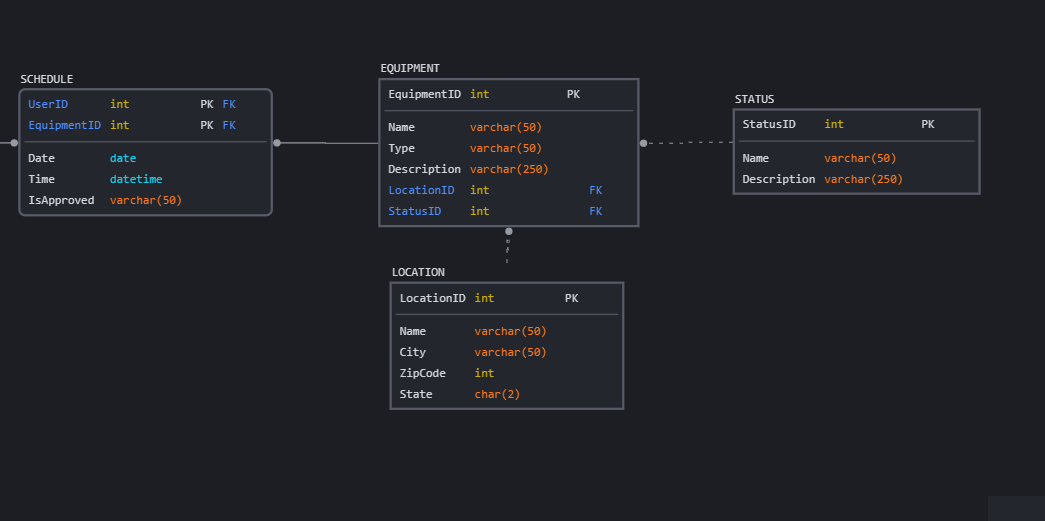 SCHEDULE
UserID int PK FK
EquipmentID int PK FK
Date date
Time datetime
IsApproved varchar(50)
EQUIPMENT
EquipmentID int PK
Name varchar(50)
Type varchar(50)
Description varchar(250)
LocationID int FK
StatusID int FK
STATUS
StatusID int PK
Name varchar(50)
Description varchar(250)
LOCATION
LocationID int PK
Name varchar(50)
City varchar(50)
ZipCode int
State char(2)